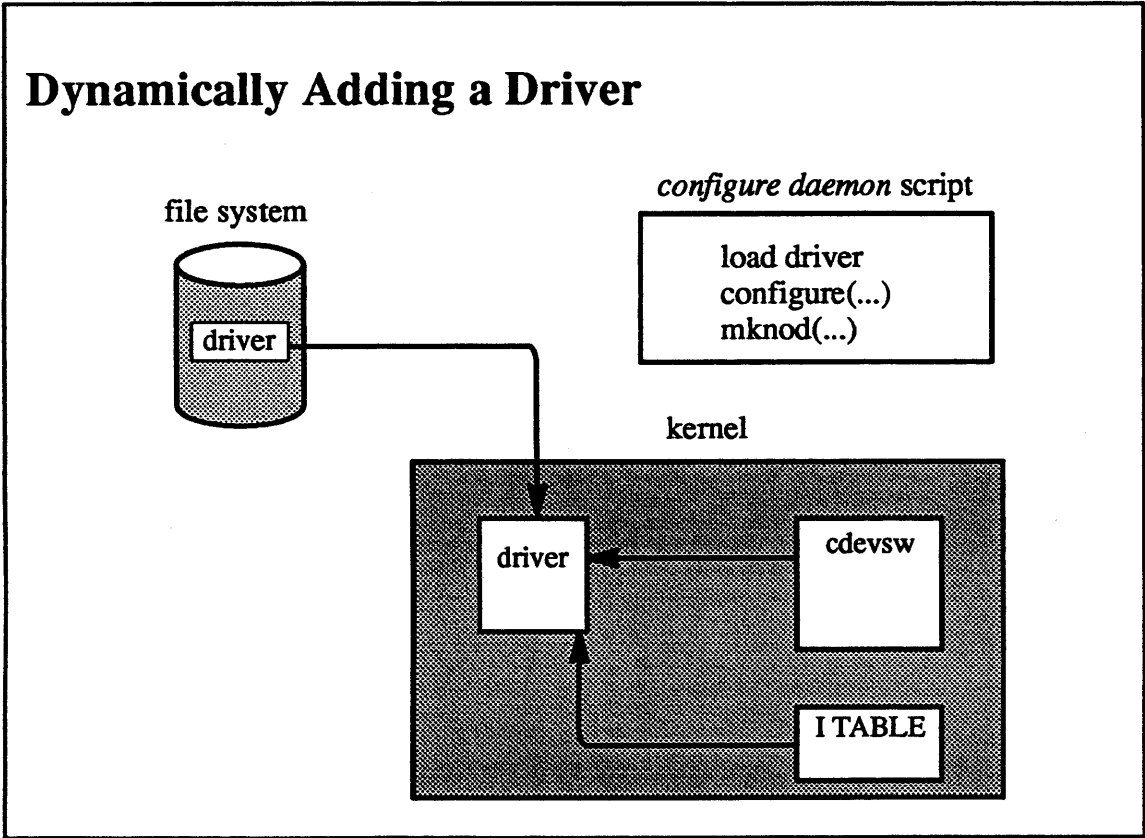 Dynamically Adding a Driver
file system
driver
configure daemon script
load driver
configure(...)
mknod(...)
kernel
driver
cdevsw
I TABLE